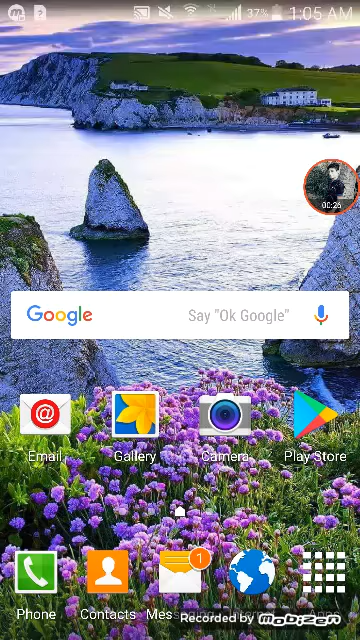 37% 1:05 AM
00:26
Google Say "Ok Google"
@
Email Gallery Camera Play Store
1
Phone Contacts Mes Apps
Recorded by mobizen